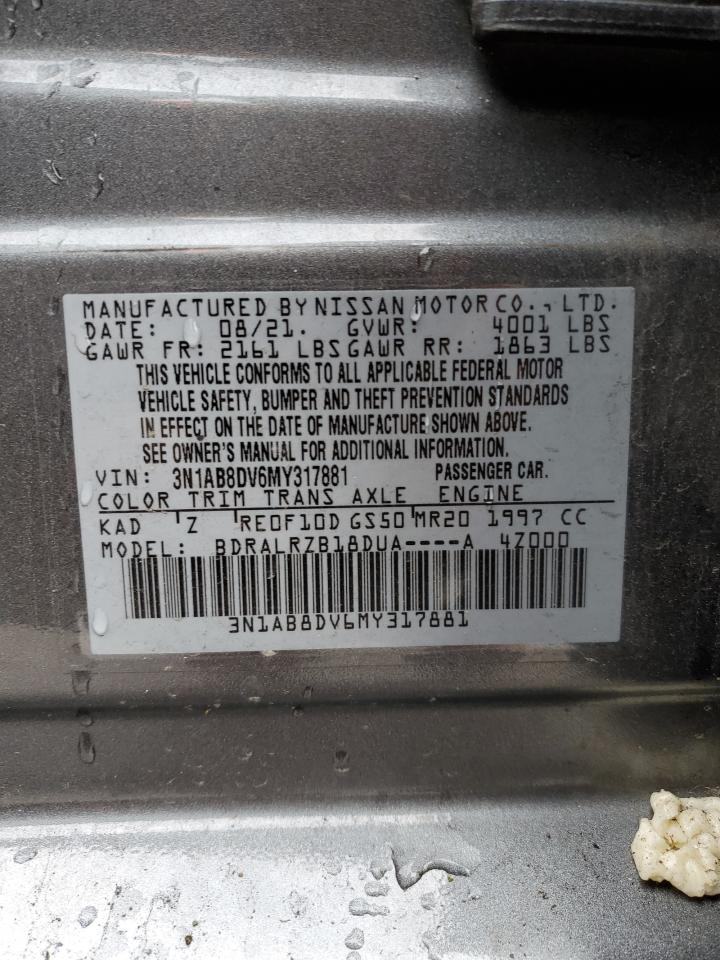 MANUFACTURED BY NISSAN MOTOR CO., LTD.
DATE: 08/21. GVWR: 4001 LBS
GAWR FR: 2161 LBS GAWR RR: 1863 LBS
THIS VEHICLE CONFORMS TO ALL APPLICABLE FEDERAL MOTOR
VEHICLE SAFETY, BUMPER AND THEFT PREVENTION STANDARDS
IN EFFECT ON THE DATE OF MANUFACTURE SHOWN ABOVE.
SEE OWNER'S MANUAL FOR ADDITIONAL INFORMATION.
VIN: 3N1AB8DV6MY317881 PASSENGER CAR.
COLOR TRIM TRANS AXLE ENGINE
KAD Z RE0F10D GS50 MR20 1997 CC
MODEL: BDRALRZB18DUA----A 4Z000
3N1AB8DV6MY317881